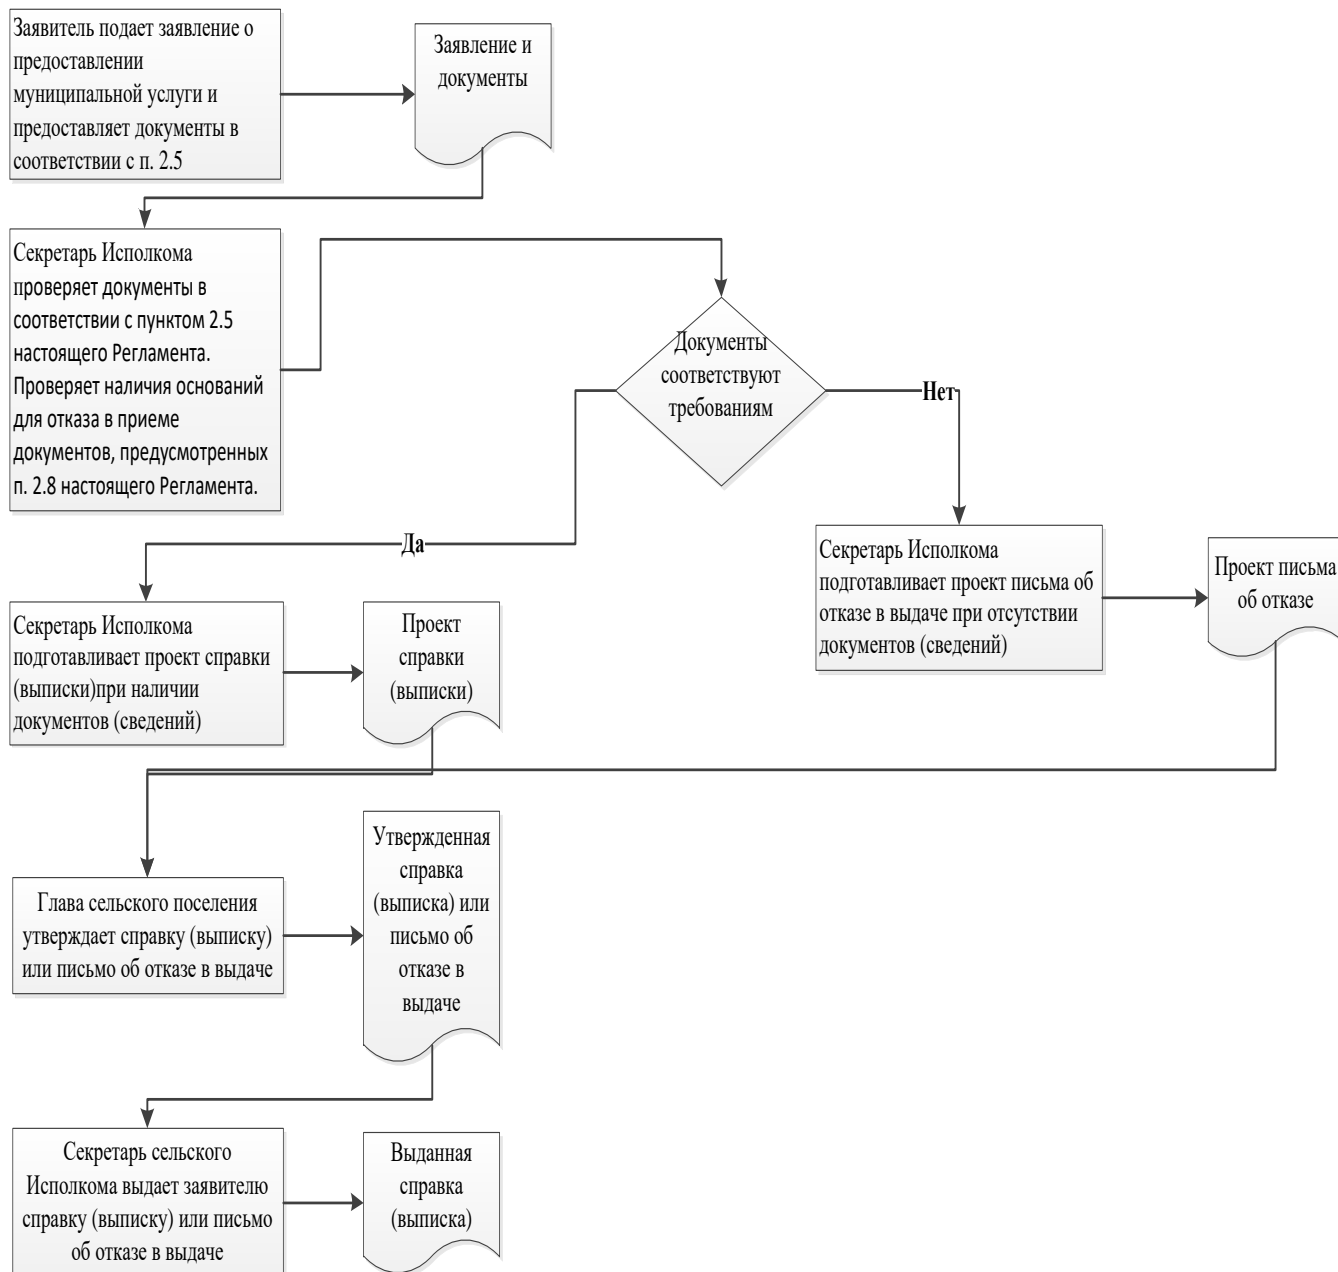 Заявитель подает заявление о
предоставлении
муниципальной услуги и
предоставляет документы в
соответствии с п. 2.5
Заявление и
документы
Секретарь Исполкома
проверяет документы в
соответствии с пунктом 2.5
настоящего Регламента.
Проверяет наличия оснований
для отказа в приеме
документов, предусмотренных
п. 2.8 настоящего Регламента.
Документы
соответствуют
требованиям
Нет
Да
Секретарь Исполкома
подготавливает проект письма об
отказе в выдаче при отсутствии
документов (сведений)
Проект письма
об отказе
Секретарь Исполкома
подготавливает проект справки
(выписки)при наличии
документов (сведений)
Проект
справки
(выписки)
Глава сельского поселения
утверждает справку (выписку)
или письмо об отказе в выдаче
Утвержденная
справка
(выписка) или
письмо об
отказе в
выдаче
Секретарь сельского
Исполкома выдает заявителю
справку (выписку) или письмо
об отказе в выдаче
Выданная
справка
(выписка)